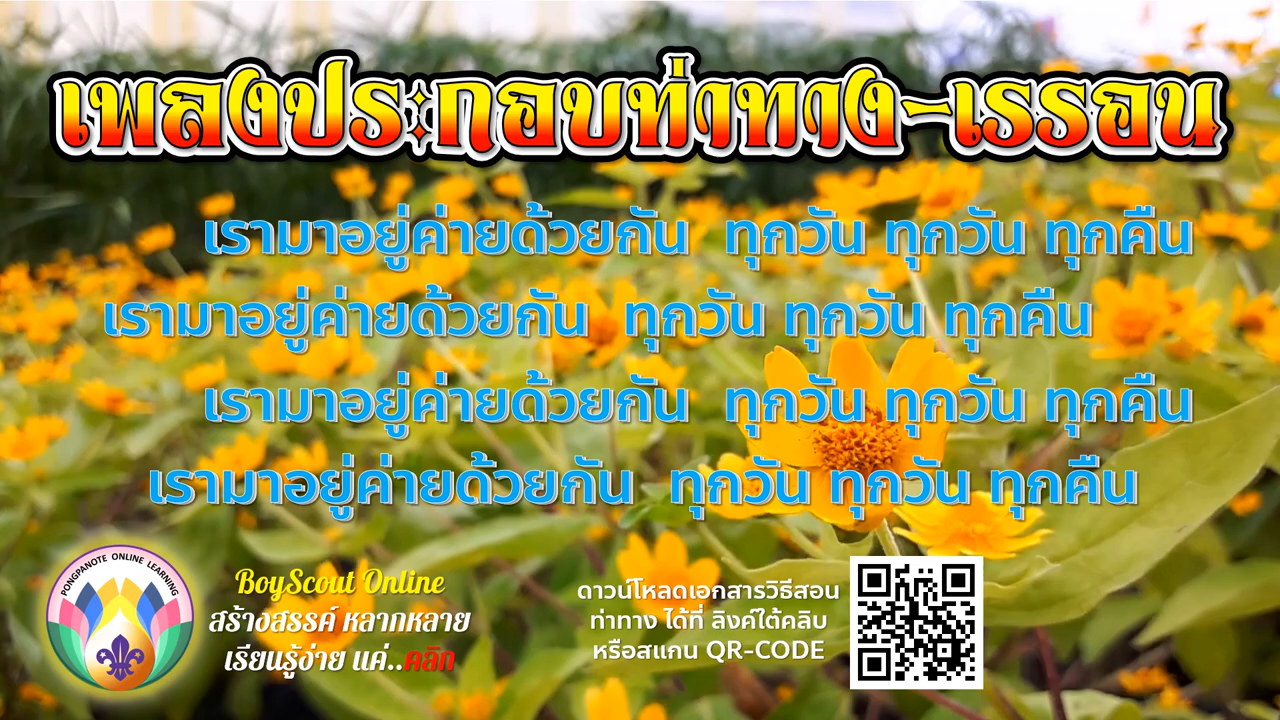 เพลงประกอบท่าทาง-เรรอน
เรามาอยู่ค่ายด้วยกัน ทุกวัน ทุกวัน ทุกคืน
เรามาอยู่ค่ายด้วยกัน ทุกวัน ทุกวัน ทุกคืน
เรามาอยู่ค่ายด้วยกัน ทุกวัน ทุกวัน ทุกคืน
เรามาอยู่ค่ายด้วยกัน ทุกวัน ทุกวัน ทุกคืน
PONGPANOTE ONLINE LEARNING
BoyScout Online
สร้างสรรค์ หลากหลาย
เรียนรู้ง่าย แค่..คลิก
ดาวน์โหลดเอกสารวิธีสอน
ท่าทาง ได้ที่ ลิงค์ใต้คลิบ
หรือสแกน QR-CODE